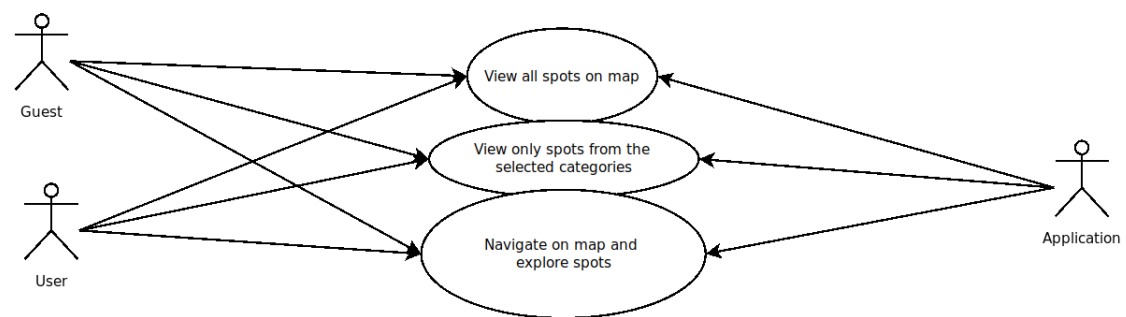 Guest
User
View all spots on map
View only spots from the
selected categories
Navigate on map and
explore spots
Application